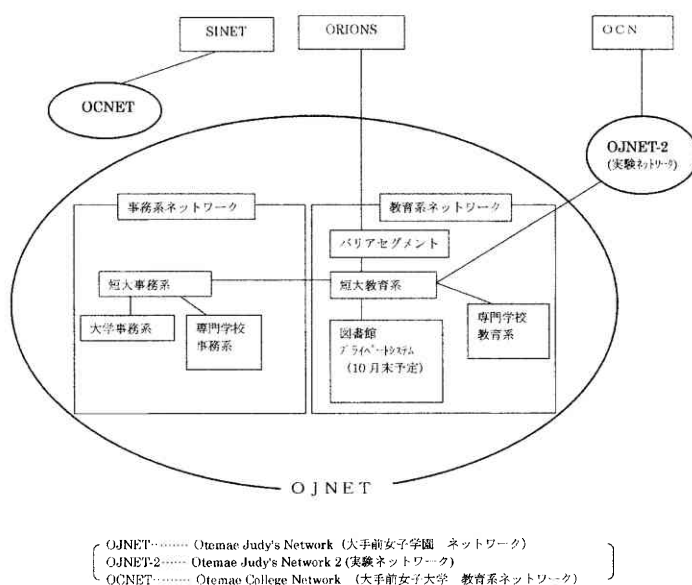 SINET
ORIONS
OCN
OCNET
OJNET-2
(実験ネットワーク)
事務系ネットワーク
教育系ネットワーク
バリアセグメント
短大事務系
短大教育系
大学事務系
専門学校
事務系
図書館
プライベートシステム
(10月末予定)
専門学校
教育系
OJNET
OJNET……… Otemae Judy's Network (大手前女子学園 ネットワーク)
OJNET-2…… Otemae Judy's Network 2 (実験ネットワーク)
OCNET……… Otemae College Network (大手前女子大学 教育系ネットワーク)